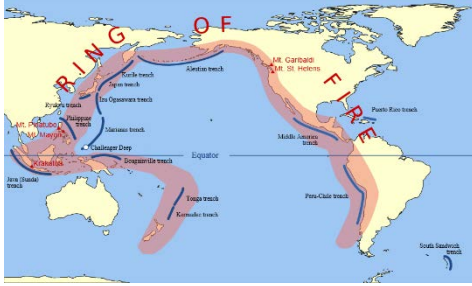 RING OF FIRE
Kurile trench
Aleutian trench
Japan trench
Izu Ogasawara trench
Ryukyu trench
Philippine
trench
Marianas trench
Challenger Deep
Bougainville trench
Mt. Pinatubo
Mt. Mayon
Krakatoa
Java (Sunda)
trench
Equator
Tonga trench
Kermadec trench
Mt. Garibaldi
Mt. St. Helens
Puerto Rico trench
Middle America
trench
Peru-Chile trench
South Sandwich
trench